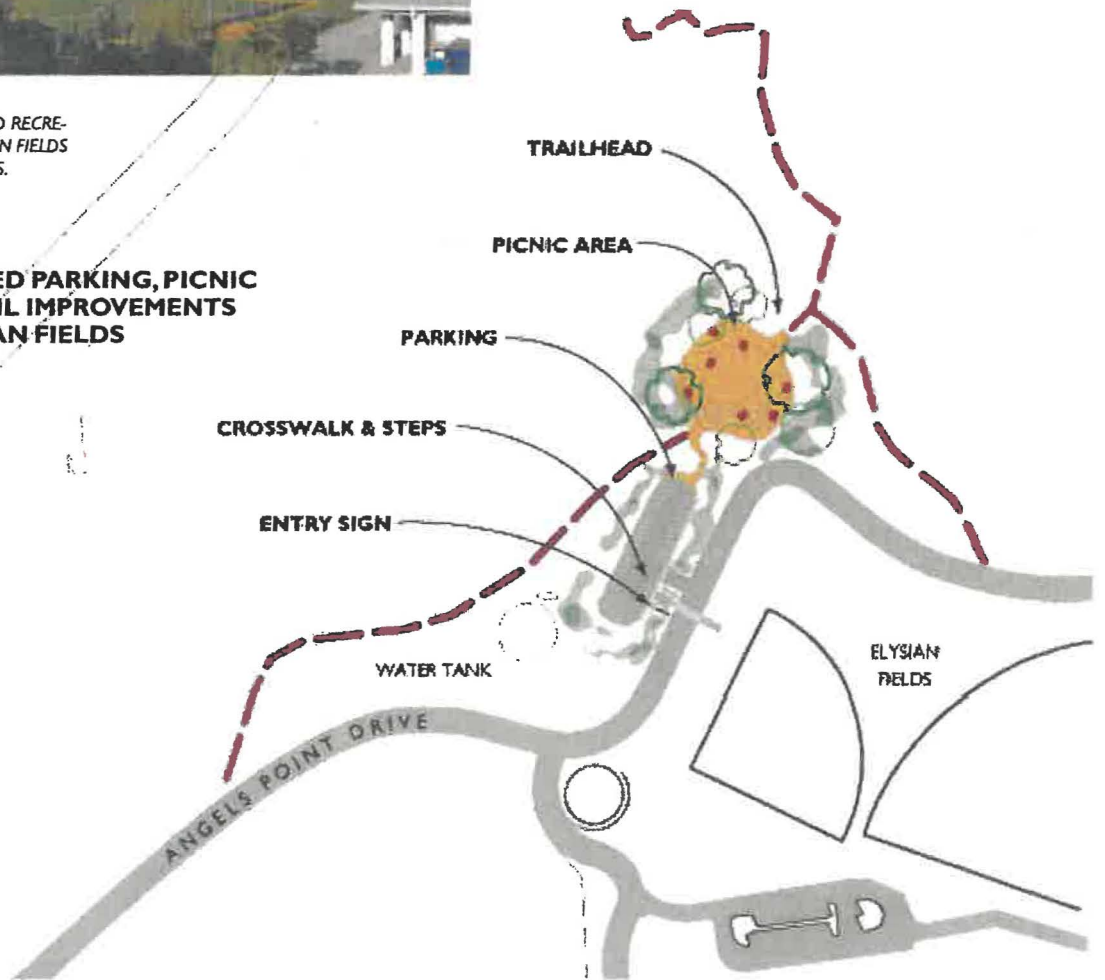 D RECRE-
N FIELDS
S.
ED PARKING, PICNIC
IL IMPROVEMENTS
AN FIELDS
TRAILHEAD
PICNIC AREA
PARKING
CROSSWALK & STEPS
ENTRY SIGN
WATER TANK
ELYSIAN
FIELDS
ANGELS POINT DRIVE